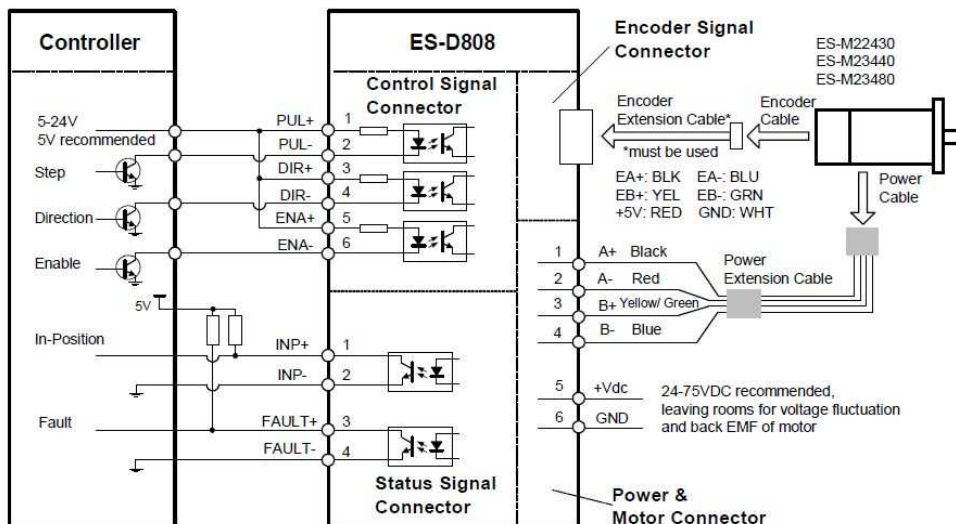 Controller
5-24V
5V recommended
Step
Direction
Enable
5V
In-Position
Fault
ES-D808
Control Signal
Connector
PUL+ 1
PUL- 2
DIR+ 3
DIR- 4
ENA+ 5
ENA- 6
INP+ 1
INP- 2
FAULT+ 3
FAULT- 4
Status Signal
Connector
Encoder Signal
Connector
Encoder
Extension Cable*
*must be used
Encoder
Cable
ES-M22430
ES-M23440
ES-M23480
EA+: BLK EA-: BLU
EB+: YEL EB-: GRN
+5V: RED GND: WHT
Power
Cable
1 A+ Black
2 A- Red
3 B+ Yellow/ Green
4 B- Blue
Power
Extension Cable
5 +Vdc
6 GND
24-75VDC recommended,
leaving rooms for voltage fluctuation
and back EMF of motor
Power &
Motor Connector